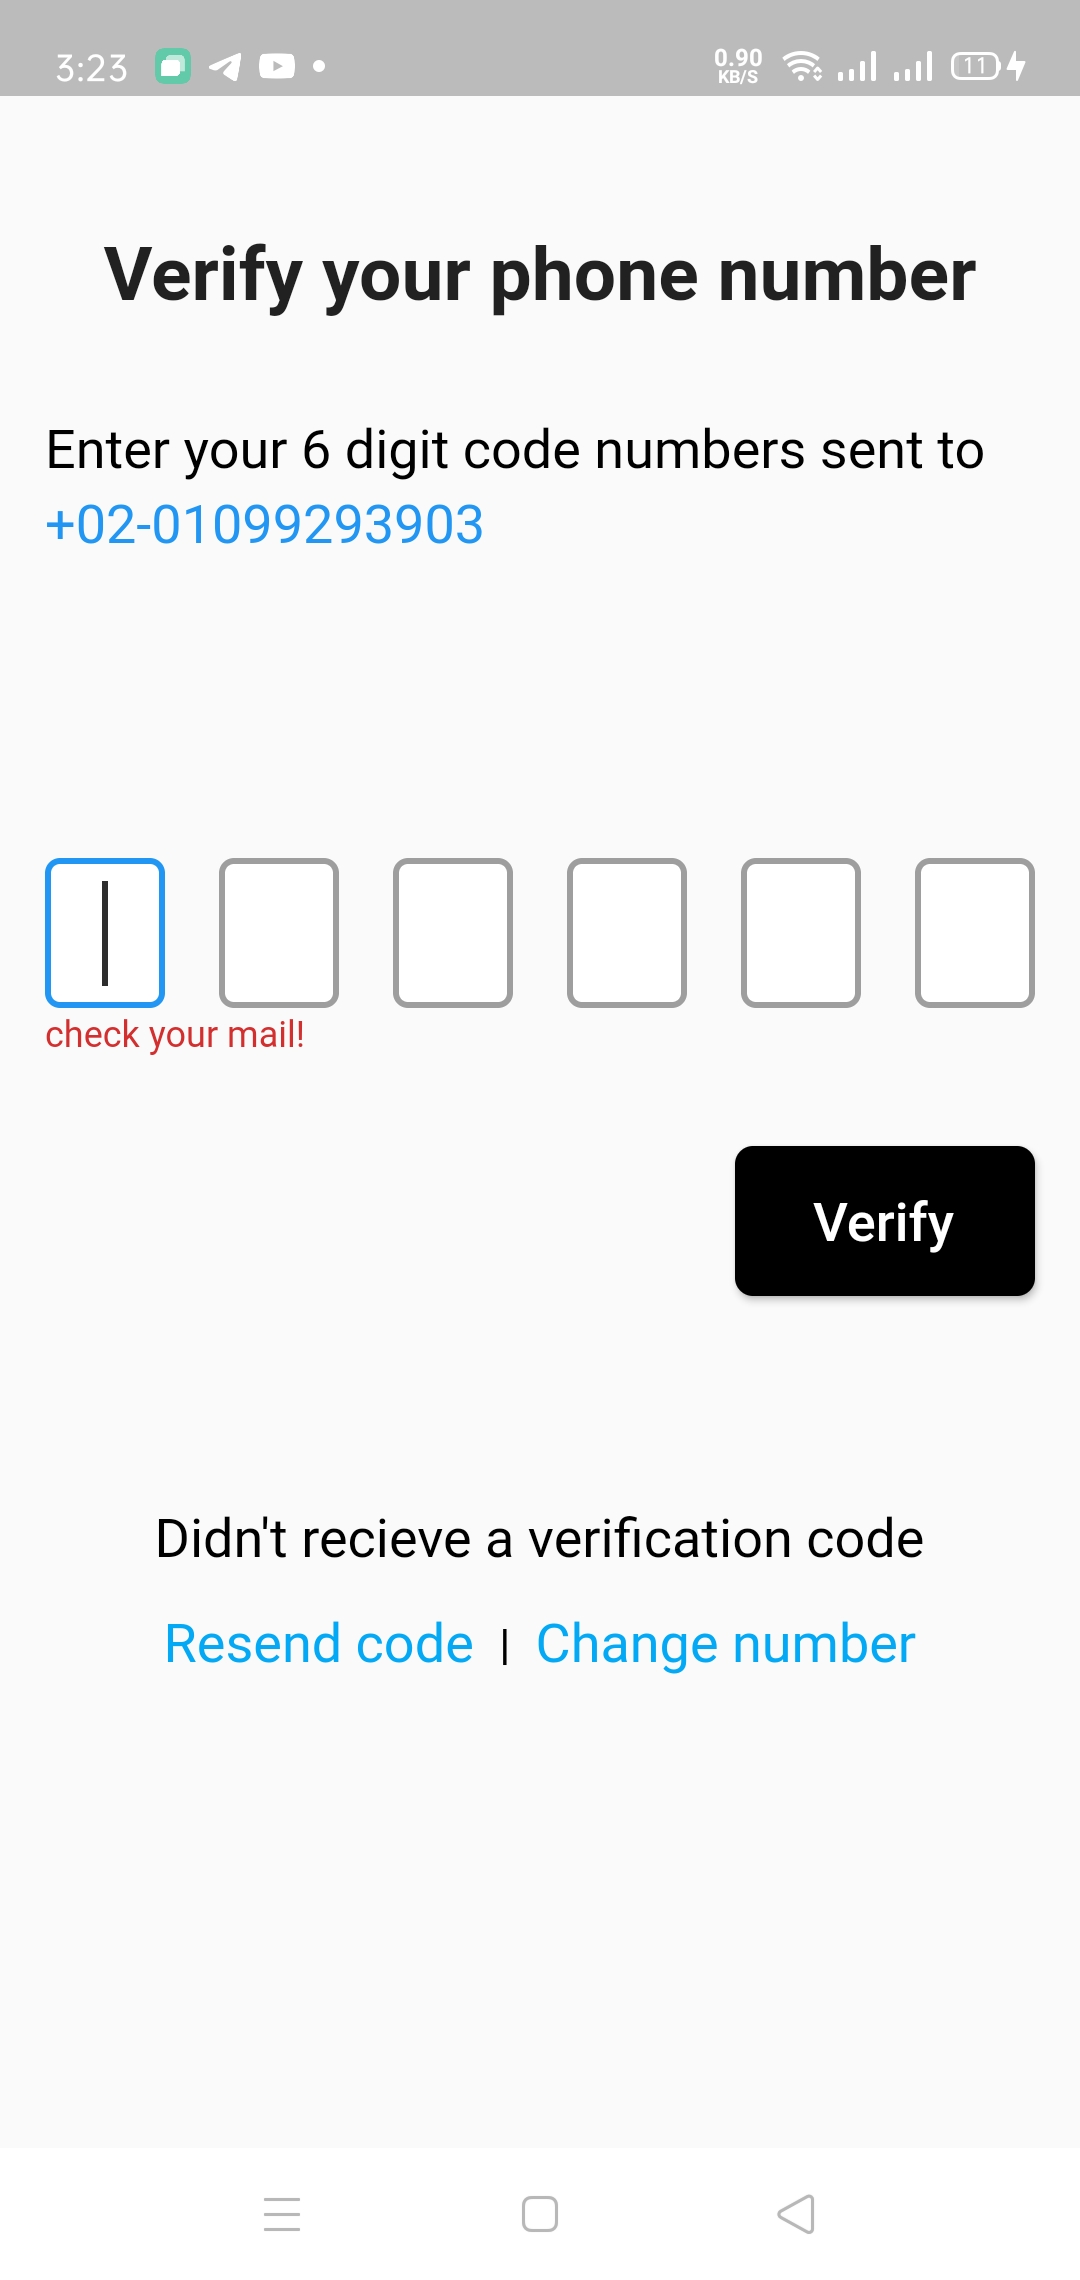 3:23
0.90
KB/S
11
Verify your phone number
Enter your 6 digit code numbers sent to
+02-01099293903
check your mail!
Verify
Didn't recieve a verification code
Resend code | Change number